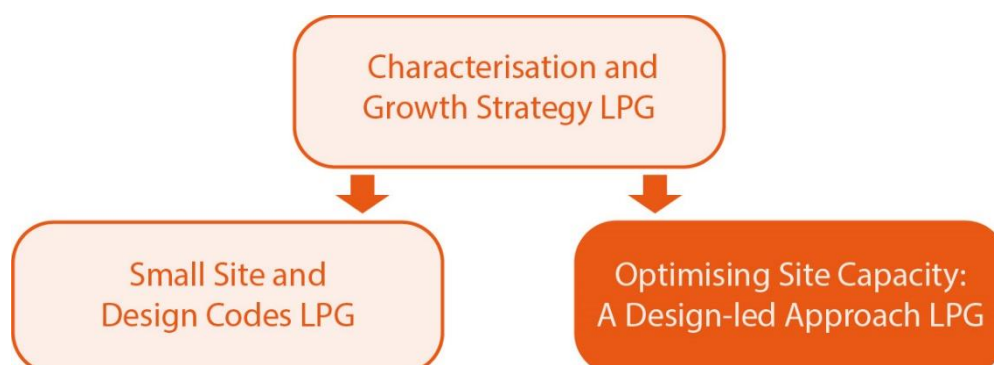 Characterisation and
Growth Strategy LPG
Small Site and
Design Codes LPG
Optimising Site Capacity:
A Design-led Approach LPG